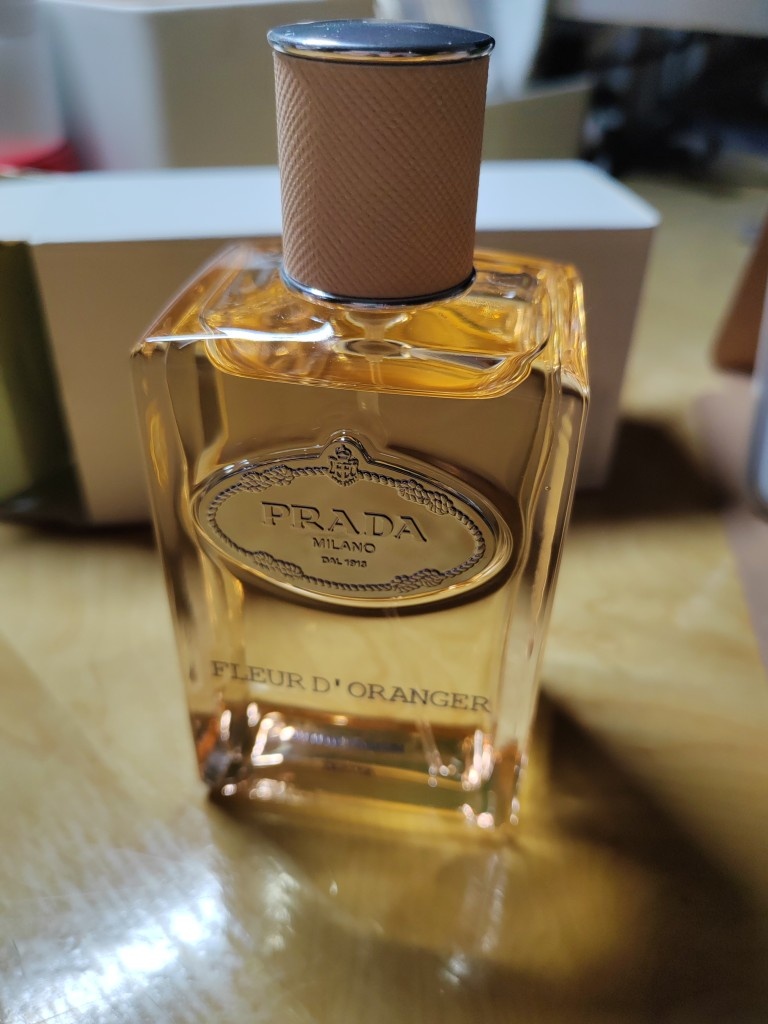 PRADA
MILANO
DAL 1913
FLEUR D'ORANGER